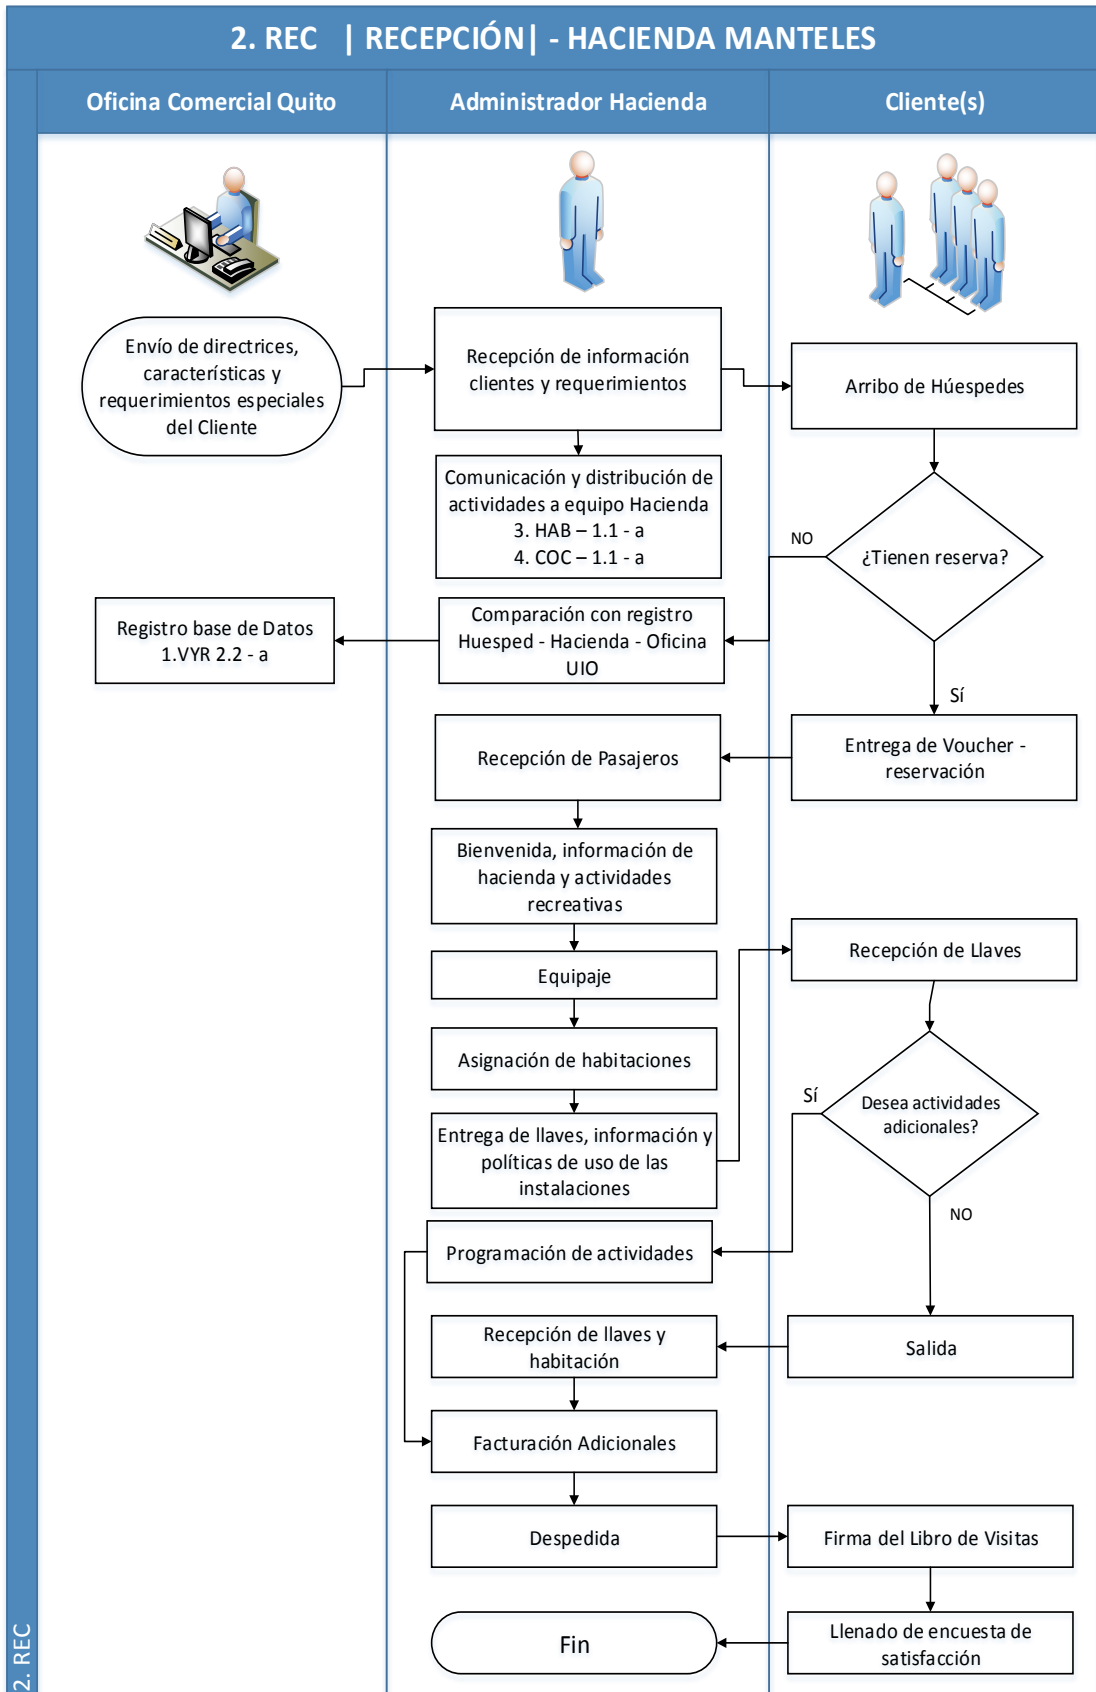 2. REC | RECEPCIÓN| - HACIENDA MANTELES
Oficina Comercial Quito
Administrador Hacienda
Cliente(s)
Envío de directrices,
características y
requerimientos especiales
del Cliente
Recepción de información
clientes y requerimientos
Arribo de Húespedes
Comunicación y distribución de
actividades a equipo Hacienda
3. HAB – 1.1 - a
4. COC – 1.1 - a
NO
¿Tienen reserva?
Registro base de Datos
1.VYR 2.2 - a
Comparación con registro
Huesped - Hacienda - Oficina
UIO
Sí
Recepción de Pasajeros
Entrega de Voucher -
reservación
Bienvenida, información de
hacienda y actividades
recreativas
Recepción de Llaves
Equipaje
Asignación de habitaciones
Sí
Desea actividades
adicionales?
Entrega de llaves, información y
políticas de uso de las
instalaciones
NO
Programación de actividades
Recepción de llaves y
habitación
Salida
Facturación Adicionales
Despedida
Firma del Libro de Visitas
Fin
Llenado de encuesta de
satisfacción
2. REC